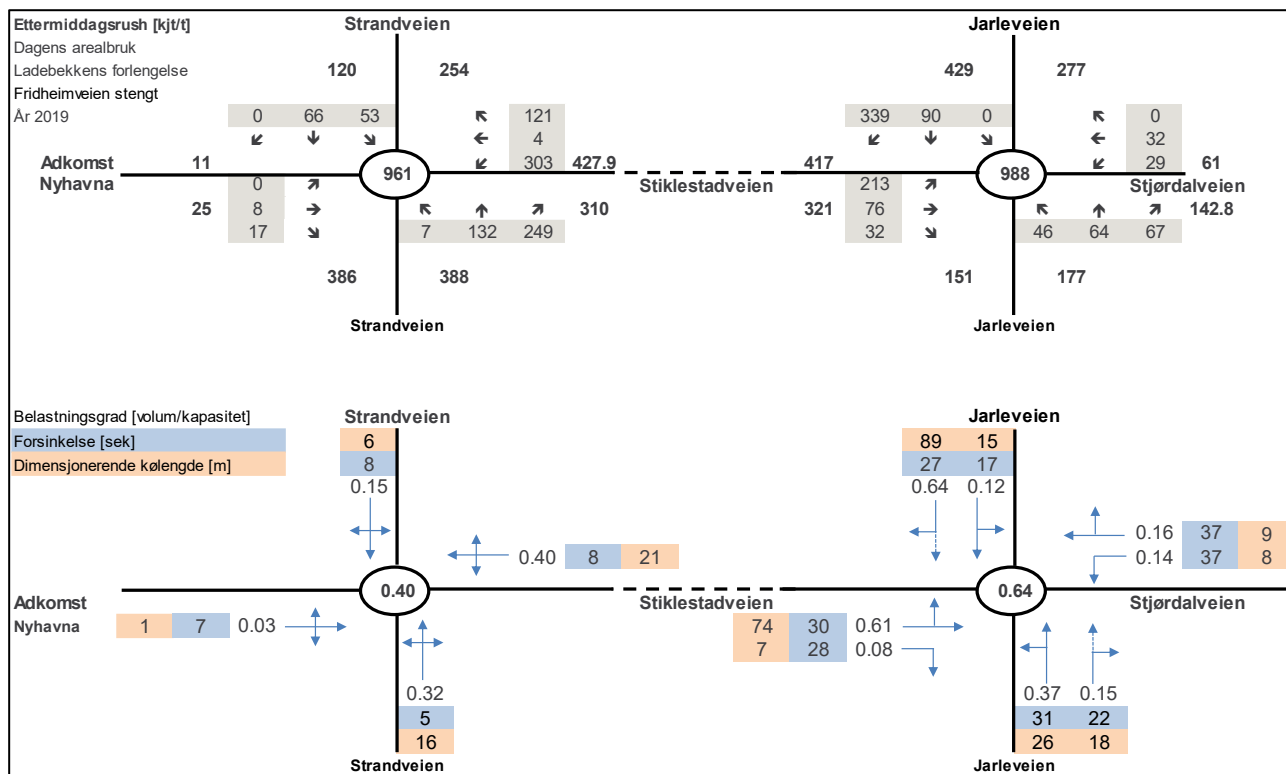 Ettermiddagsrush [kjt/t] Strandveien Jarleveien
Dagens arealbruk
Ladebekkens forlengelse 120 254 429 277
Fridheimveien stengt
År 2019 0 66 53 121 339 90 0 0
4 32
Adkomst 11 961 303 427.9 417 988 29 61
Nyhavna 0 Stiklestadveien 213 Stjørdalveien
25 8 310 321 76 142.8
17 7 132 249 32 46 64 67
386 388 151 177
Strandveien Jarleveien
Belastningsgrad [volum/kapasitet] Strandveien Jarleveien
Forsinkelse [sek] 6 89 15
Dimensjonerende kølengde [m] 8 27 17
0.15 0.64 0.12
0.16 37 9
0.40 8 21 0.14 37 8
0.40 0.64
Adkomst Stiklestadveien Stjørdalveien
Nyhavna 1 7 0.03 74 30 0.61
7 28 0.08
0.32 0.37 0.15
5 31 22
16 26 18
Strandveien Jarleveien